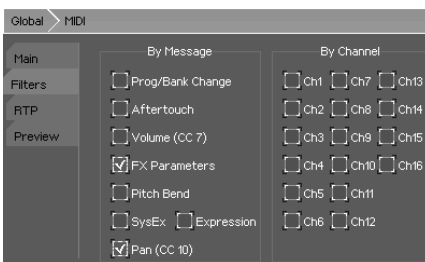 Global MIDI
Main
Filters
RTP
Preview
By Message
Prog/Bank Change
Aftertouch
Volume (CC 7)
FX Parameters
Pitch Bend
SysEx Expression
Pan (CC 10)
By Channel
Ch1 Ch7 Ch13
Ch2 Ch8 Ch14
Ch3 Ch9 Ch15
Ch4 Ch10 Ch16
Ch5 Ch11
Ch6 Ch12